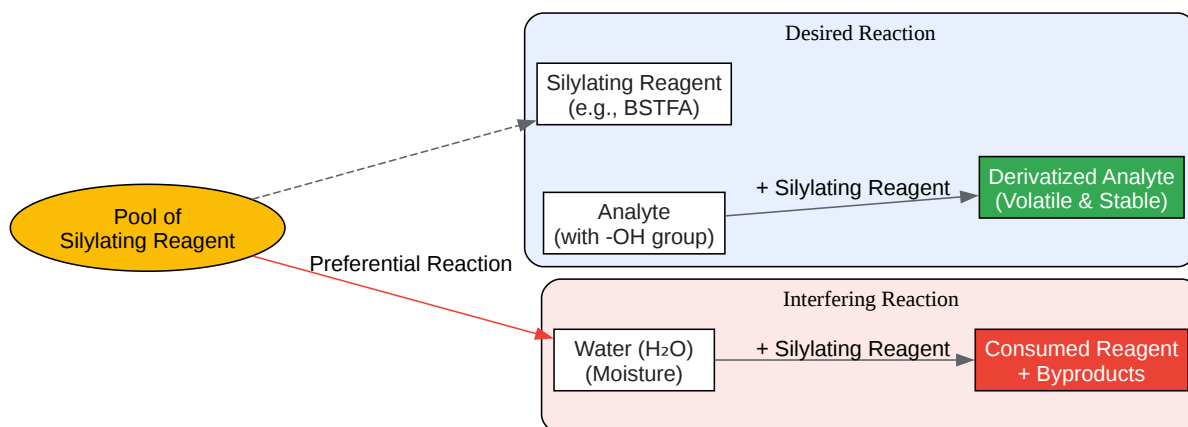 Desired Reaction
Silylating Reagent
(e.g., BSTFA)
+ Silylating Reagent
Derivatized Analyte
(Volatile & Stable)
Analyte
(with -OH group)
Pool of
Silylating Reagent
Preferential Reaction
Interfering Reaction
Water (H₂O)
(Moisture)
+ Silylating Reagent
Consumed Reagent
+ Byproducts